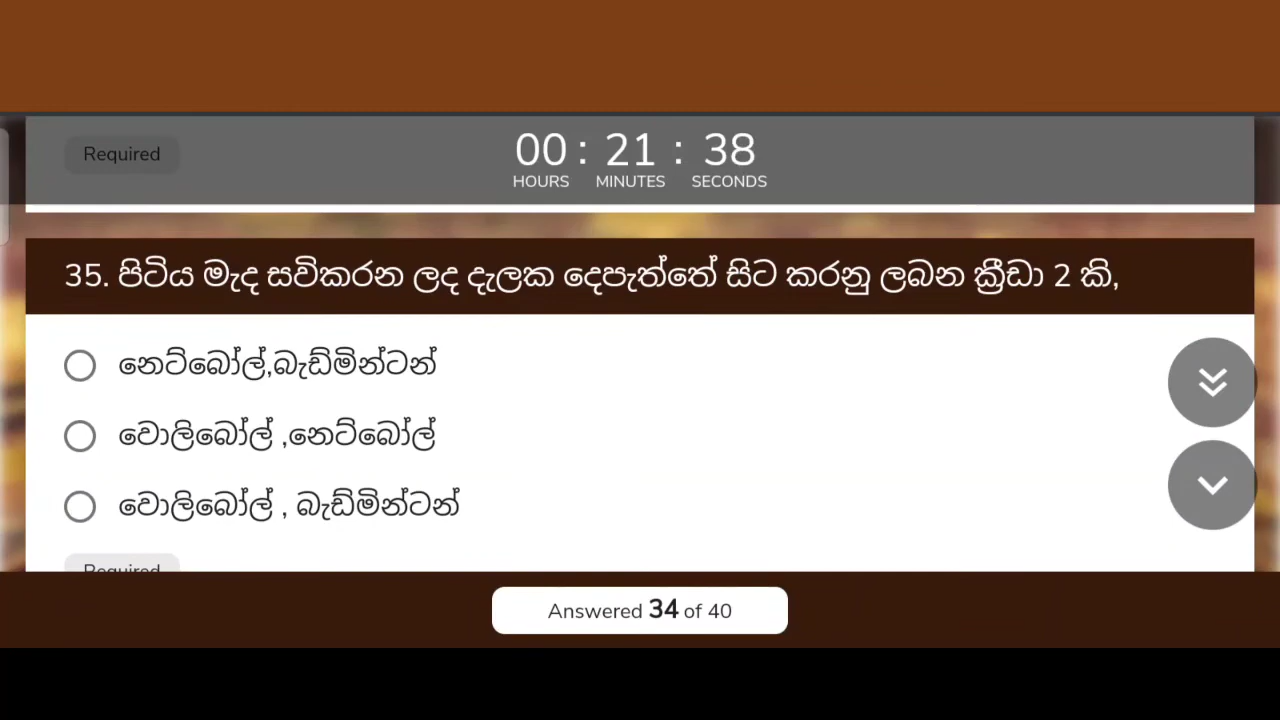 Required
00 : 21 : 38
HOURS MINUTES SECONDS
35. පිටිය මැද සවිකරන ලද දැලක දෙපැත්තේ සිට කරනු ලබන ක්‍රීඩා 2 කි,
නෙට්බෝල්,බැඩ්මින්ටන්
වොලිබෝල් ,නෙට්බෝල්
වොලිබෝල් , බැඩ්මින්ටන්
Required
Answered 34 of 40